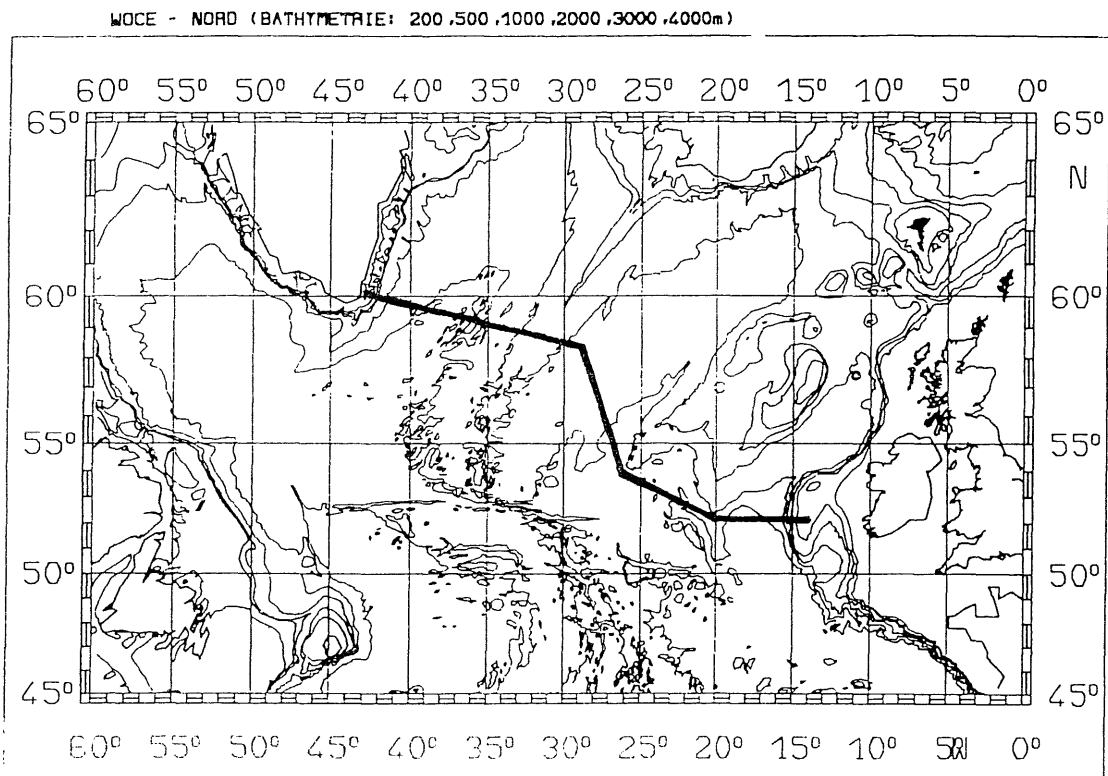 WOCE - NORD (BATHYMETRIE: 200 ,500 ,1000 ,2000 ,3000 ,4000m)
60° 55° 50° 45° 40° 35° 30° 25° 20° 15° 10° 5° 0°
65° 65°
N
60° 60°
55° 55°
50° 50°
45° 45°
60° 55° 50° 45° 40° 35° 30° 25° 20° 15° 10° 5W 0°